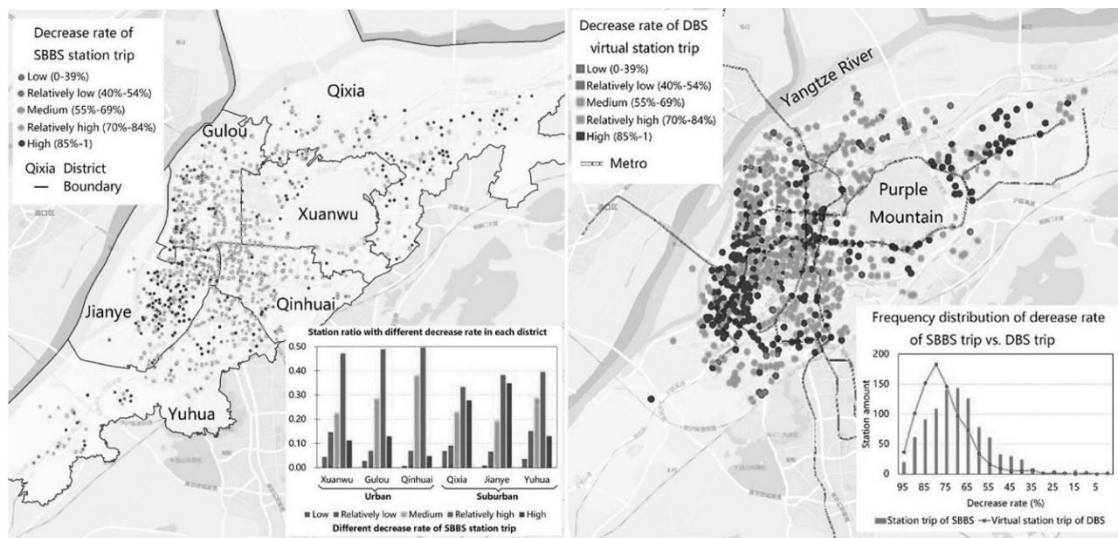 Decrease rate of
SBBS station trip
Low (0-39%)
Relatively low (40%-54%)
Medium (55%-69%)
Relatively high (70%-84%)
High (85%-1)
Qixia District
Boundary
Qixia
Gulou
Xuanwu
Jianye
Qinhuai
Yuhua
Station ratio with different decrease rate in each district
0.50
0.40
0.30
0.20
0.10
0.00
Xuanwu Gulou Qinhuai Qixia Jianye Yuhua
Urban Suburban
Low Relatively low Medium Relatively high High
Different decrease rate of SBBS station trip
Decrease rate of DBS
virtual station trip
Low (0-39%)
Relatively low (40%-54%)
Medium (55%-69%)
Relatively high (70%-84%)
High (85%-1)
Metro
Yangtze River
Purple
Mountain
Frequency distribution of derease rate
of SBBS trip vs. DBS trip
Station amount
200
150
100
50
0
95 85 75 65 55 45 35 25 15 5
Decrease rate (%)
Station trip of SBBS Virtual station trip of DBS